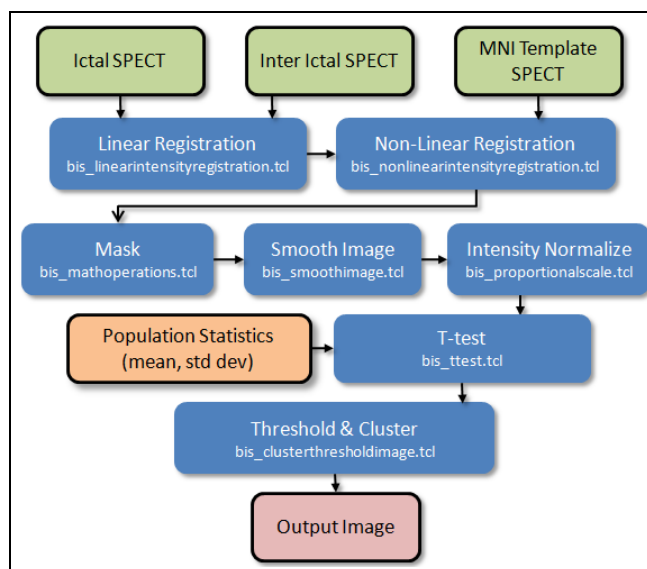 Ictal SPECT
Inter Ictal SPECT
MNI Template
SPECT
Linear Registration
bis_linearintensityregistration.tcl
Non-Linear Registration
bis_nonlinearintensityregistration.tcl
Mask
bis_mathoperations.tcl
Smooth Image
bis_smoothimage.tcl
Intensity Normalize
bis_proportionalscale.tcl
Population Statistics
(mean, std dev)
T-test
bis_ttest.tcl
Threshold & Cluster
bis_clusterthresholdimage.tcl
Output Image